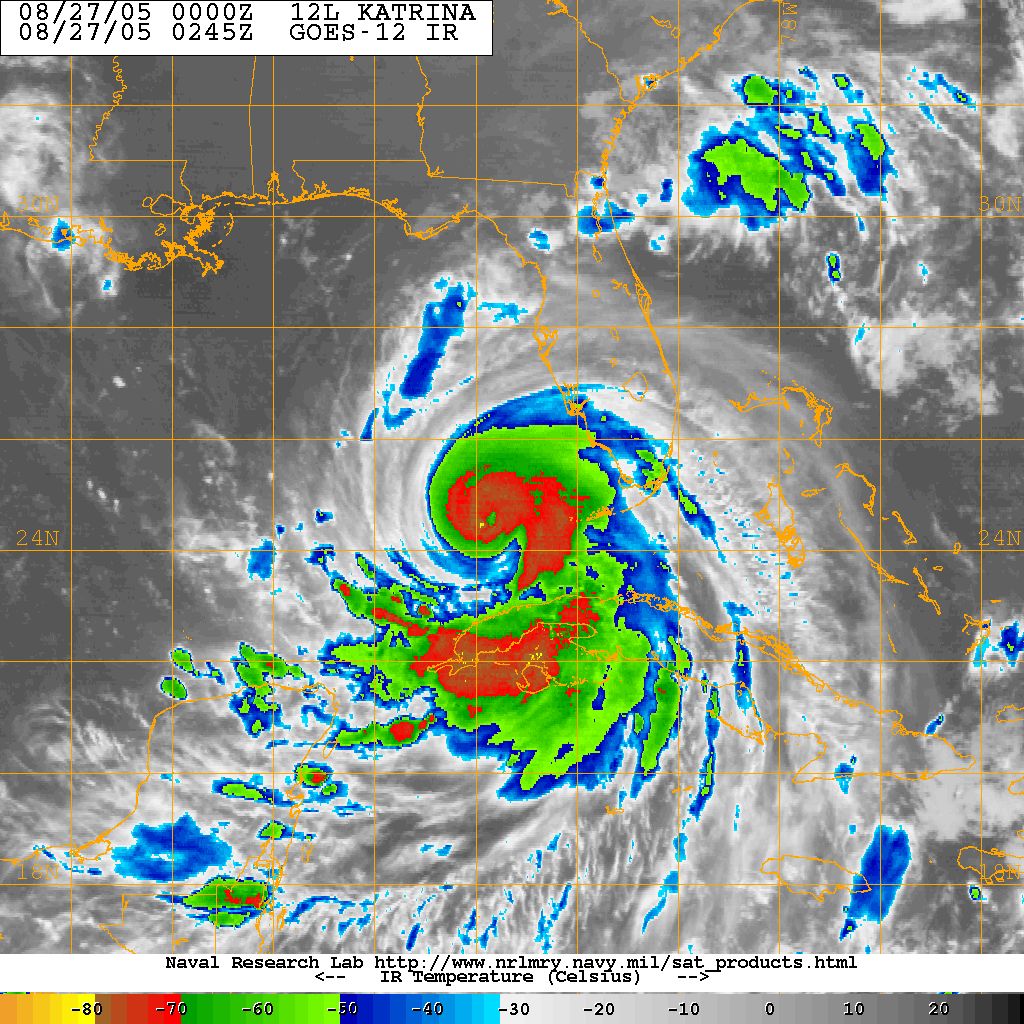 08/27/05 0000Z 12L KATRINA
08/27/05 0245Z GOES-12 IR
30N 30N
24N 24N
18N 18N
Naval Research Lab http://www.nrlmry.navy.mil/sat_products.html
<-- IR Temperature (Celsius) -->
-80 -70 -60 -50 -40 -30 -20 -10 0 10 20